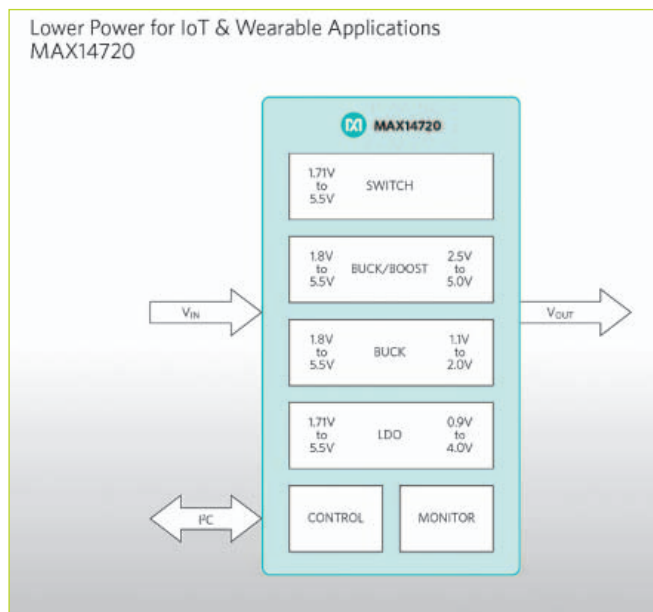 Lower Power for IoT & Wearable Applications
MAX14720
MAX14720
1.71V
to
5.5V
SWITCH
1.8V
to
5.5V
BUCK/BOOST
2.5V
to
5.0V
VIN
VOUT
1.8V
to
5.5V
BUCK
1.1V
to
2.0V
1.71V
to
5.5V
LDO
0.9V
to
4.0V
I²C
CONTROL
MONITOR